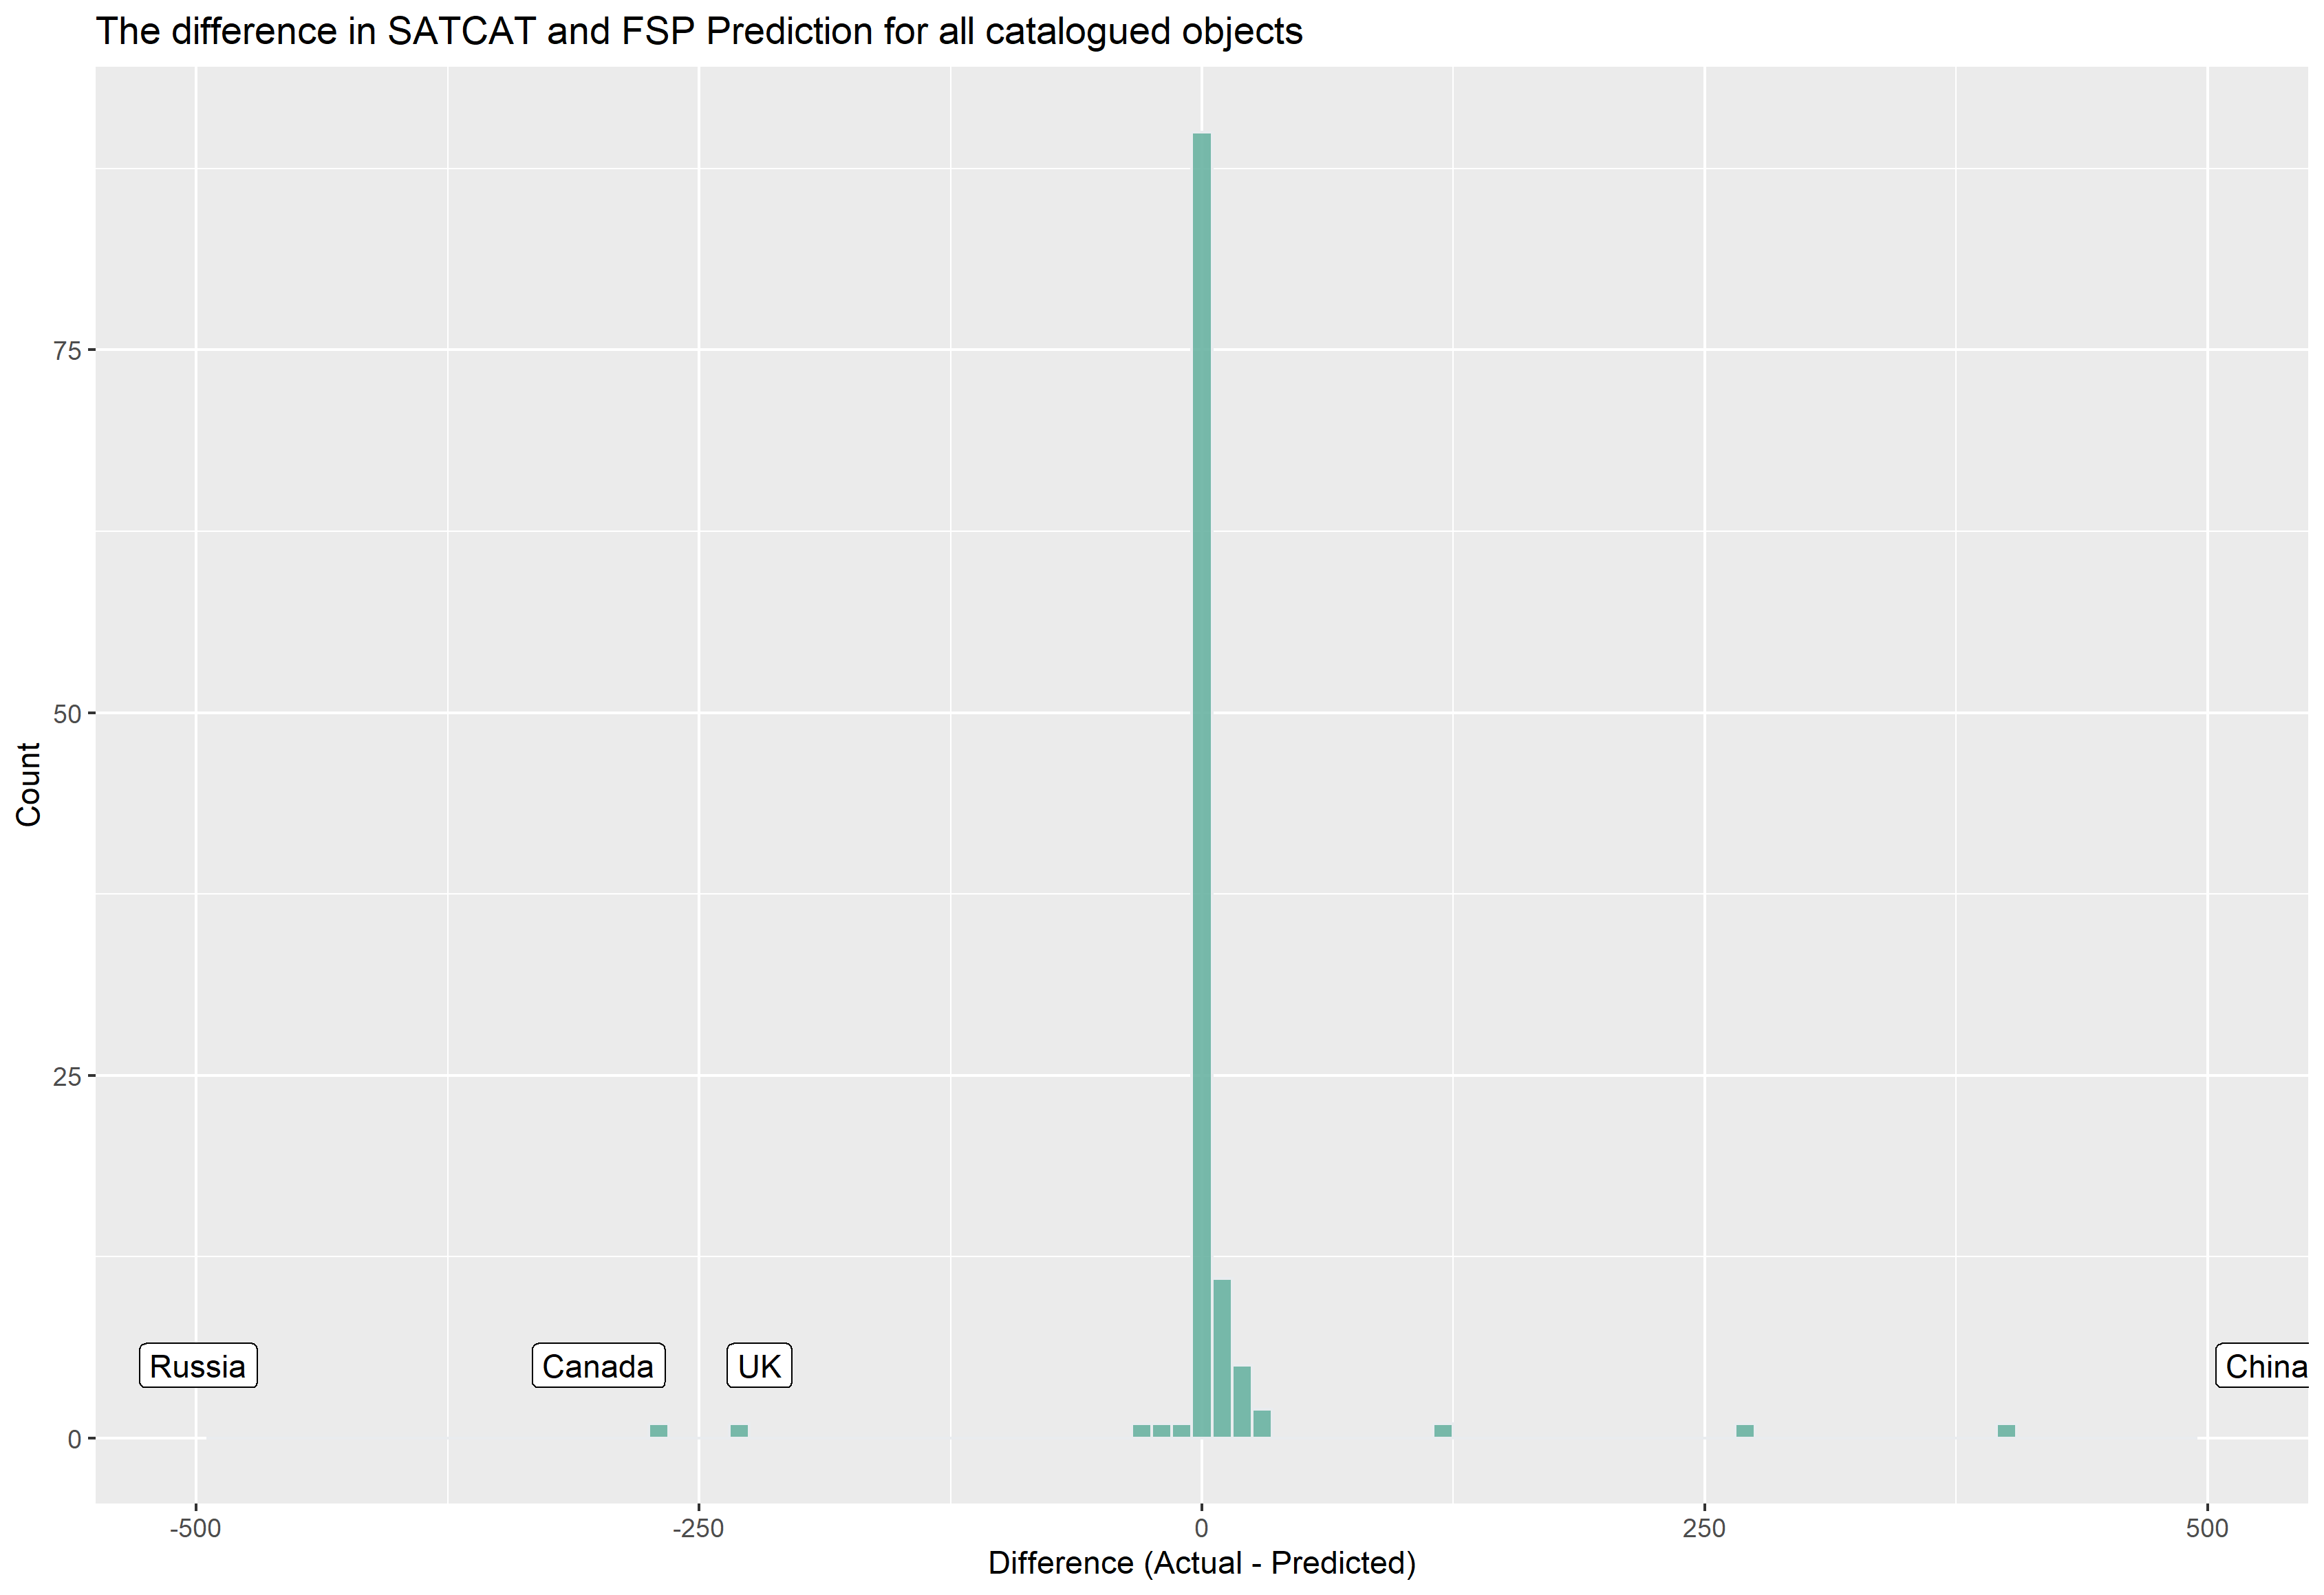 The difference in SATCAT and FSP Prediction for all catalogued objects
Count
75
50
25
0
Russia
Canada
UK
China
-500
-250
0
250
500
Difference (Actual - Predicted)